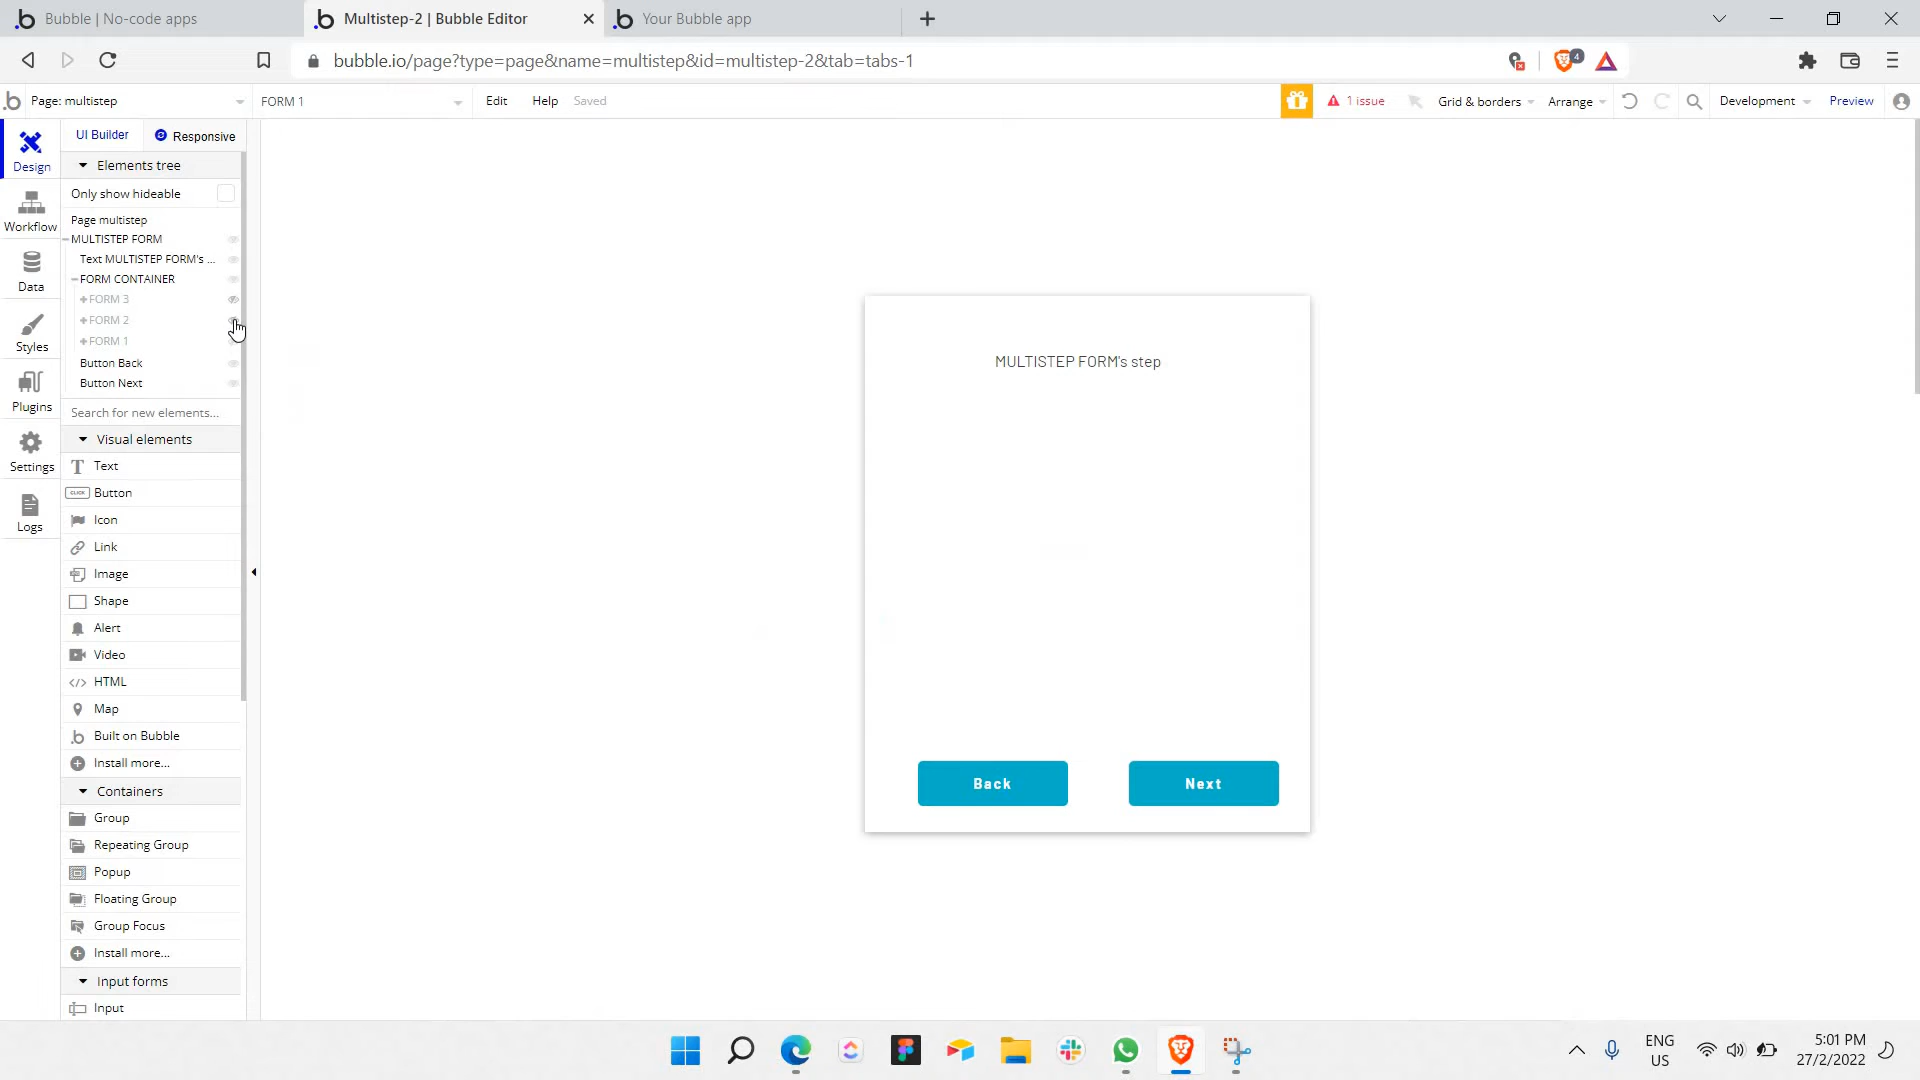 Bubble | No-code apps
Multistep-2 | Bubble Editor
Your Bubble app
bubble.io/page?type=page&name=multistep&id=multistep-2&tab=tabs-1
4
Page: multistep
FORM 1
Edit
Help
Saved
1 issue
Grid & borders
Arrange
Development
Preview
Design
Workflow
Data
Styles
Plugins
Settings
Logs
UI Builder
Responsive
Elements tree
Only show hideable
Page multistep
MULTISTEP FORM
Text MULTISTEP FORM's ...
FORM CONTAINER
FORM 3
FORM 2
FORM 1
Button Back
Button Next
Search for new elements...
Visual elements
Text
CLICK Button
Icon
Link
Image
Shape
Alert
Video
HTML
Map
Built on Bubble
Install more...
Containers
Group
Repeating Group
Popup
Floating Group
Group Focus
Install more...
Input forms
Input
MULTISTEP FORM's step
Back
Next
ENG
US
5:01 PM
27/2/2022